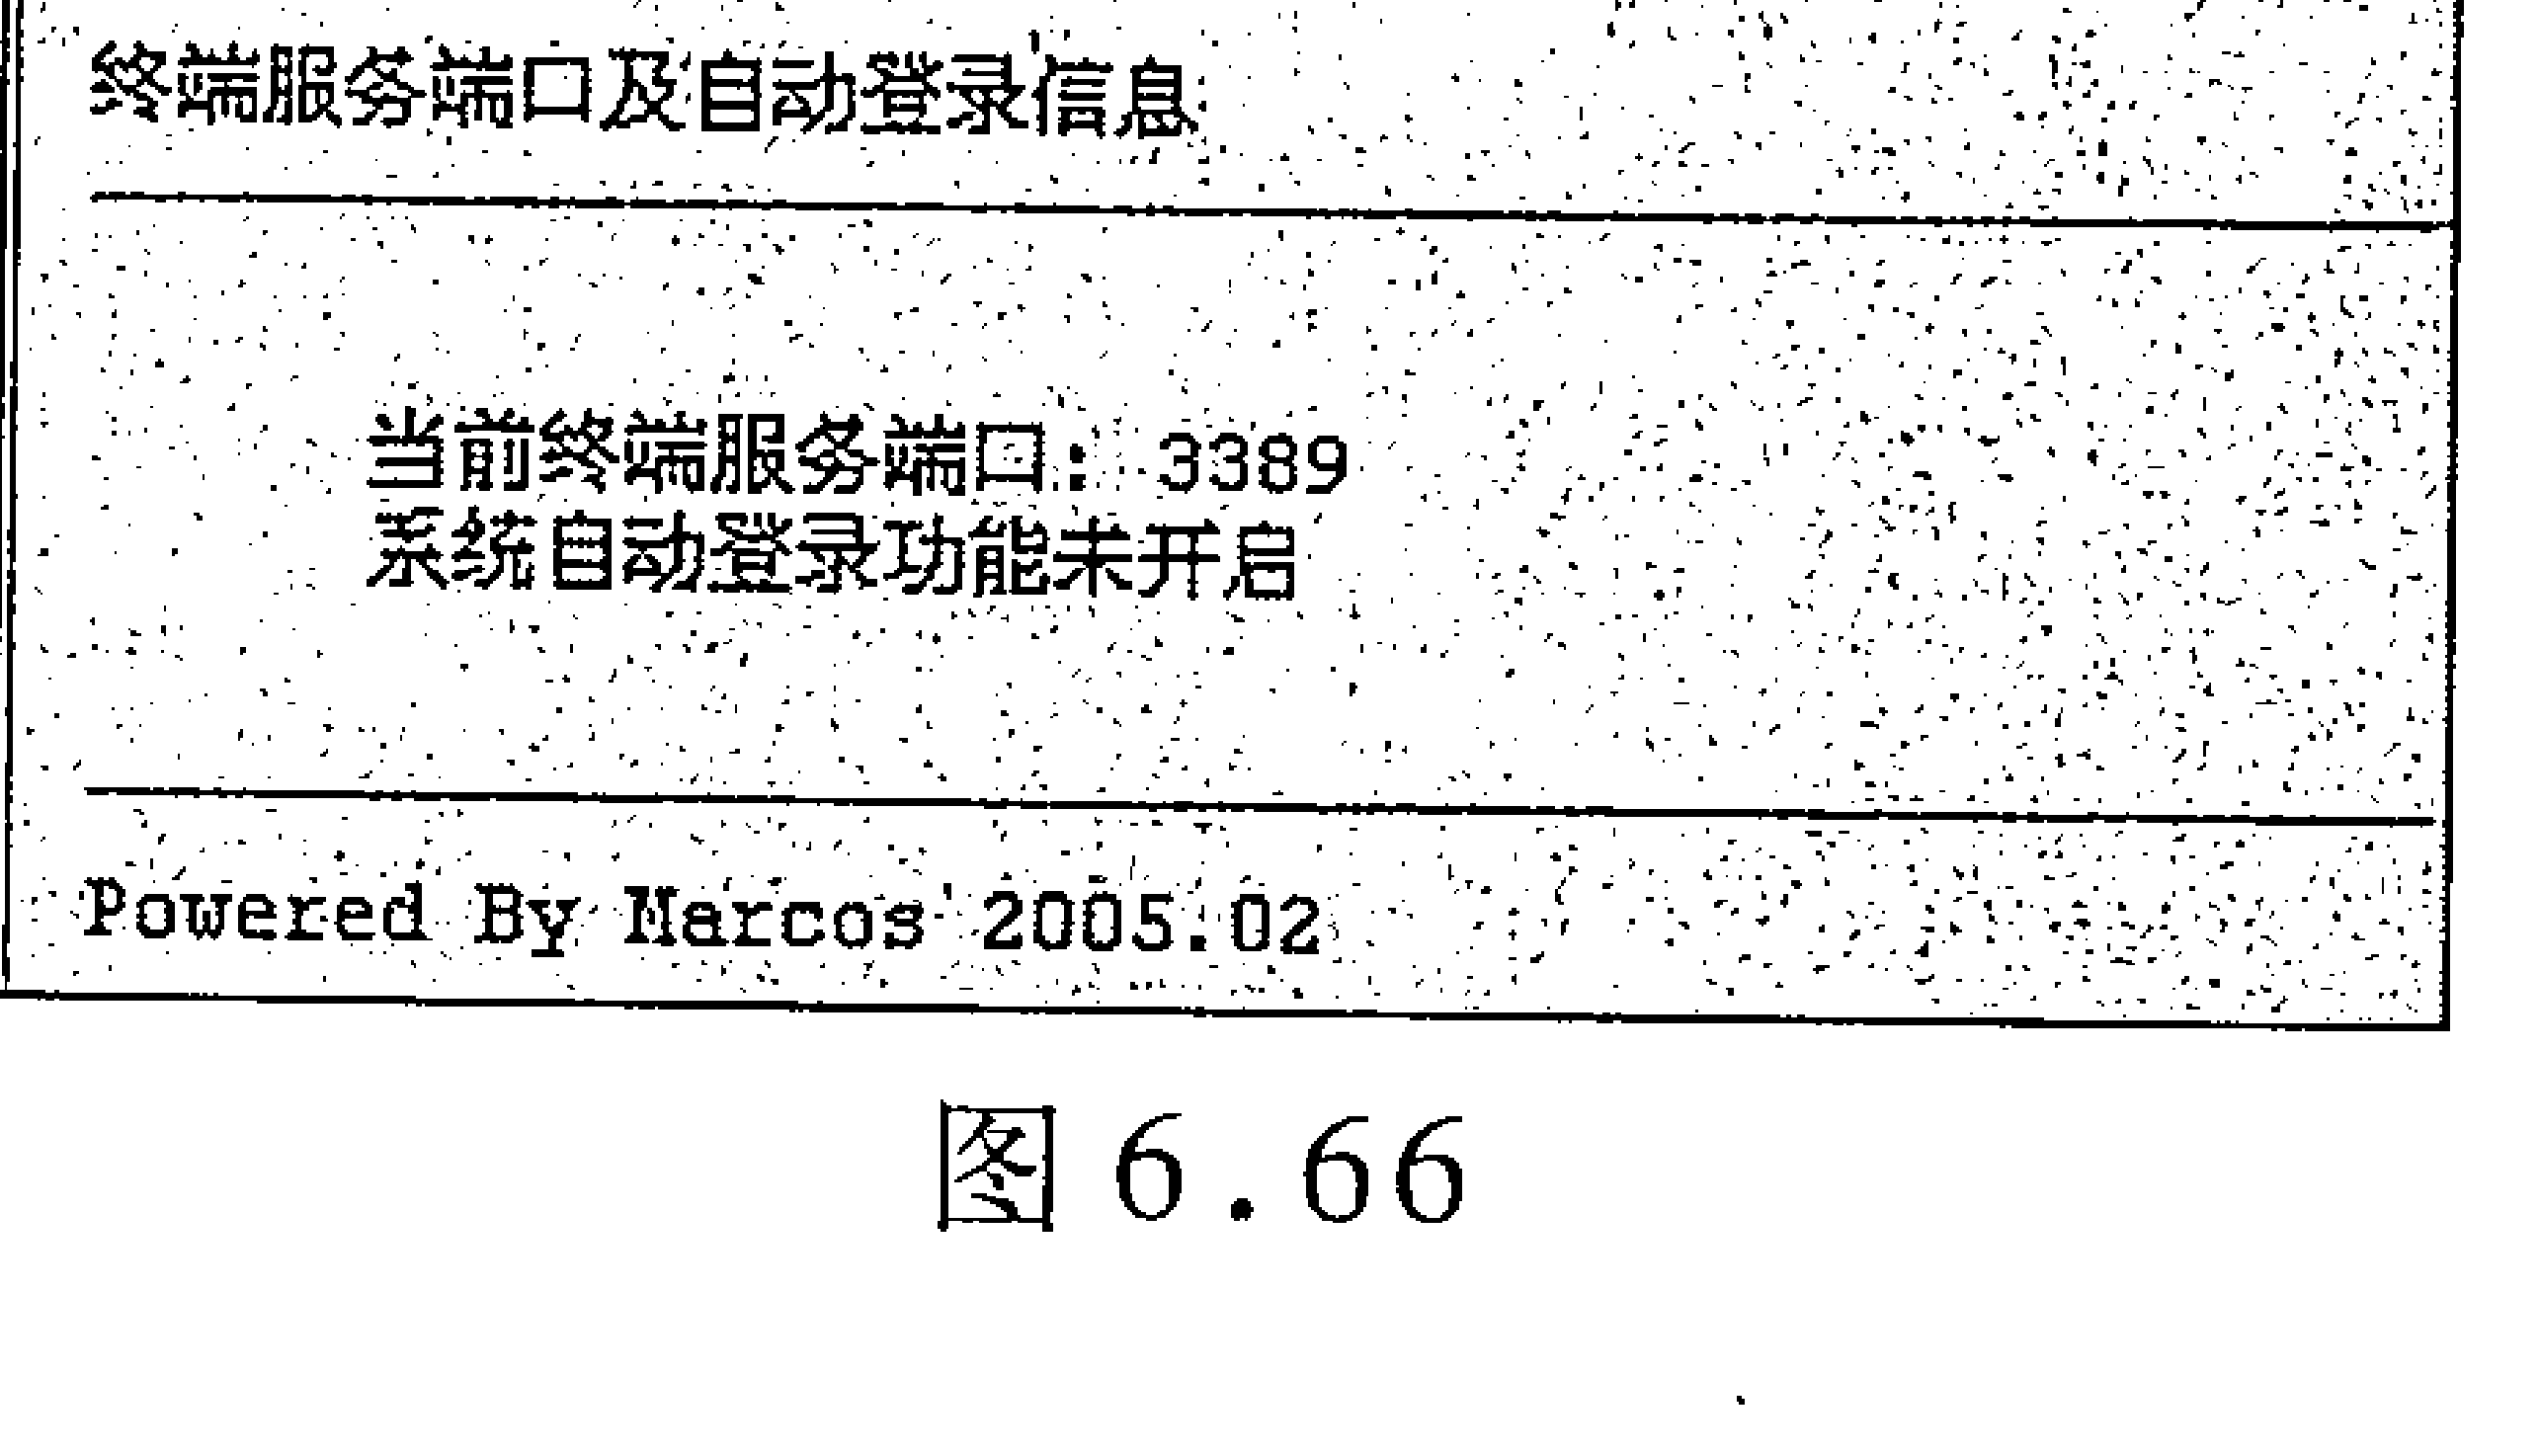 终端服务端口及自动登录信息
当前终端服务端口: 3389
系统自动登录功能未开启
Powered By Marcos 2005.02
图 6.66